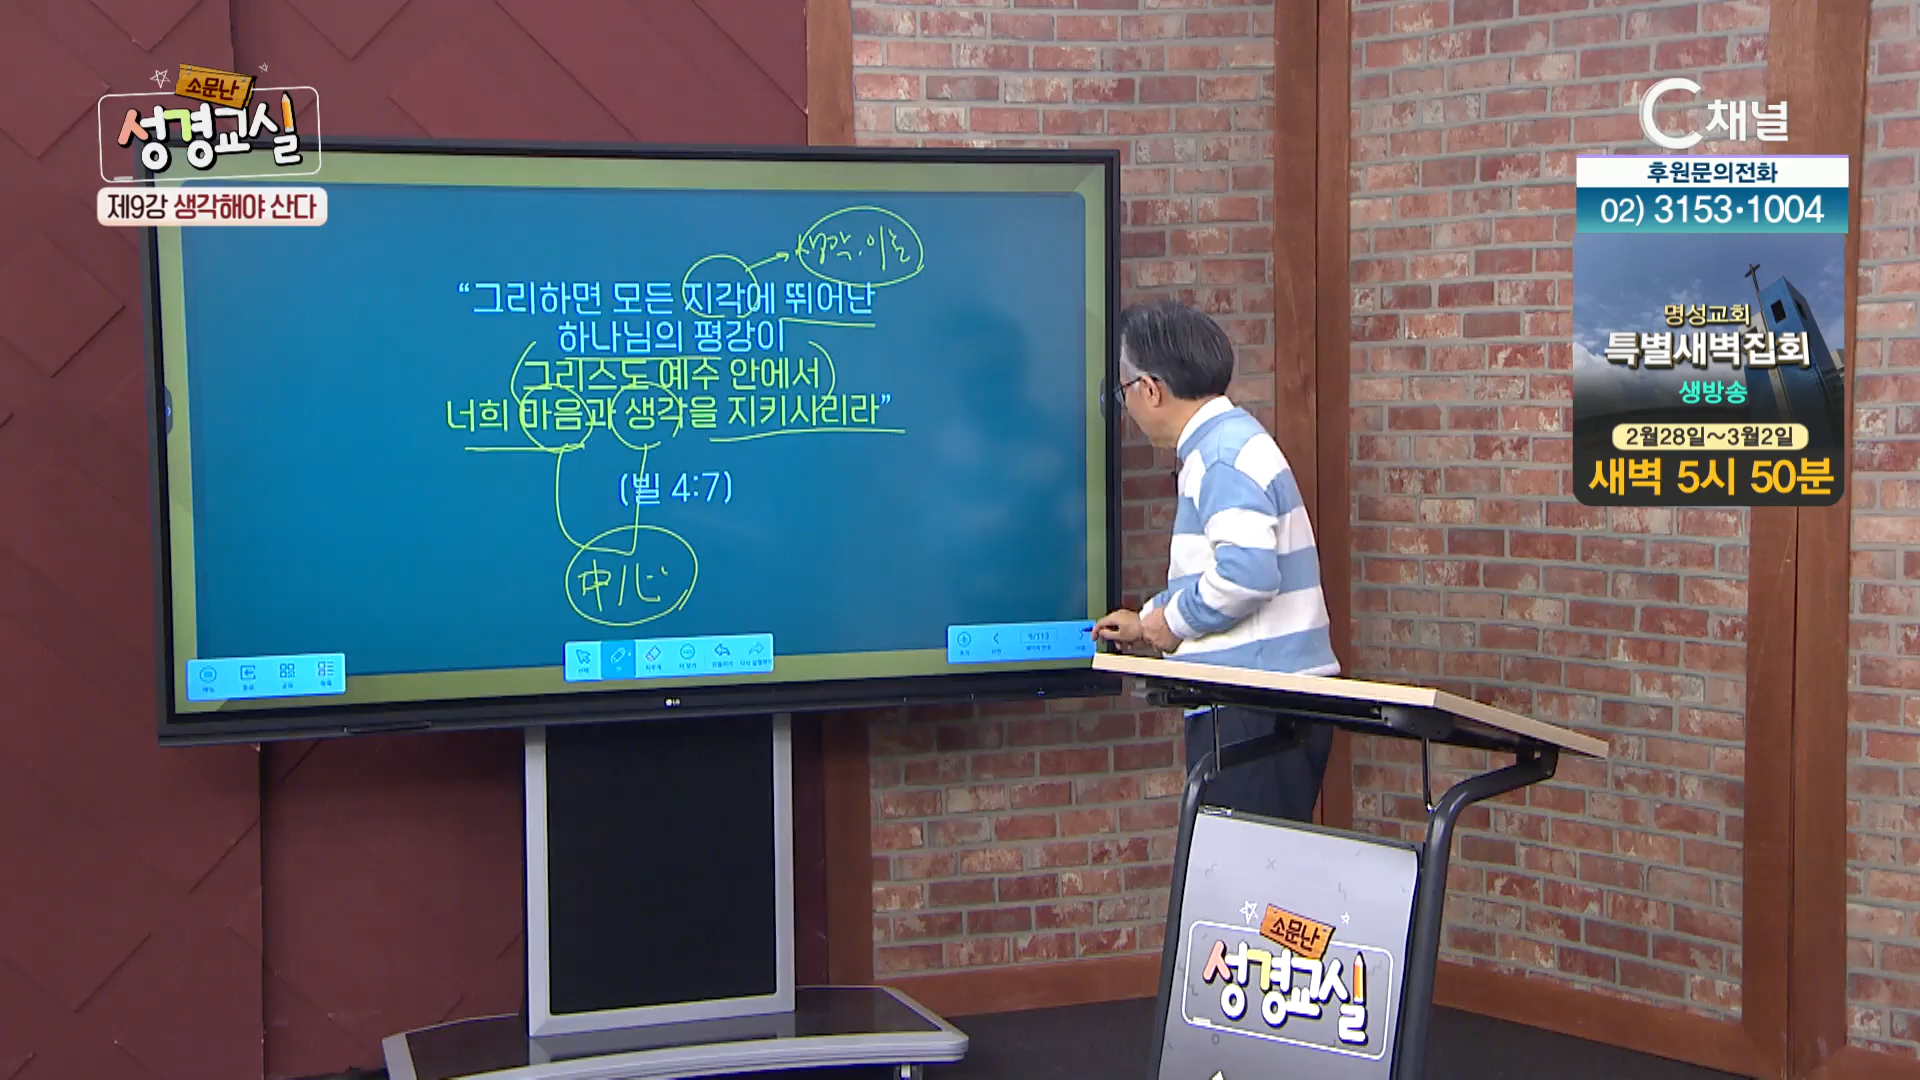 소문난
성경교실
제9강 생각해야 산다
C채널
후원문의전화
02) 3153·1004
명성교회
특별새벽집회
생방송
2월28일~3월2일
새벽 5시 50분
생각.이능
“그리하면 모든 지각에 뛰어난
하나님의 평강이
그리스도 예수 안에서
너희 마음과 생각을 지키시리라”
(빌 4:7)
中心
9/113
LG
소문난
성경교실